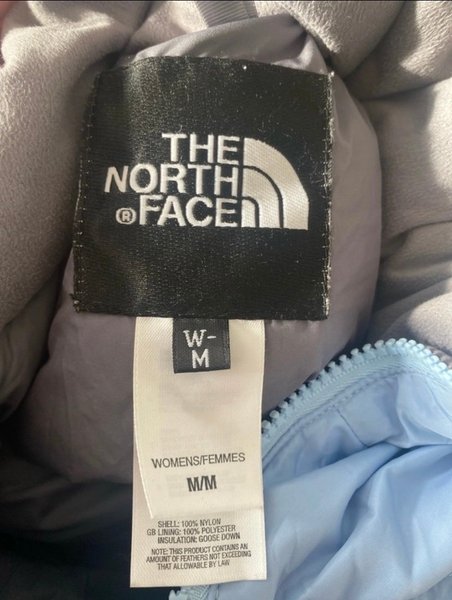 THE
NORTH
® FACE
W-
M
WOMENS/FEMMES
M/M
SHELL: 100% NYLON
GB LINING: 100% POLYESTER
INSULATION: GOOSE DOWN
NOTE: THIS PRODUCT CONTAINS AN
AMOUNT OF FEATHERS NOT EXCEEDING
THAT ALLOWABLE BY LAW